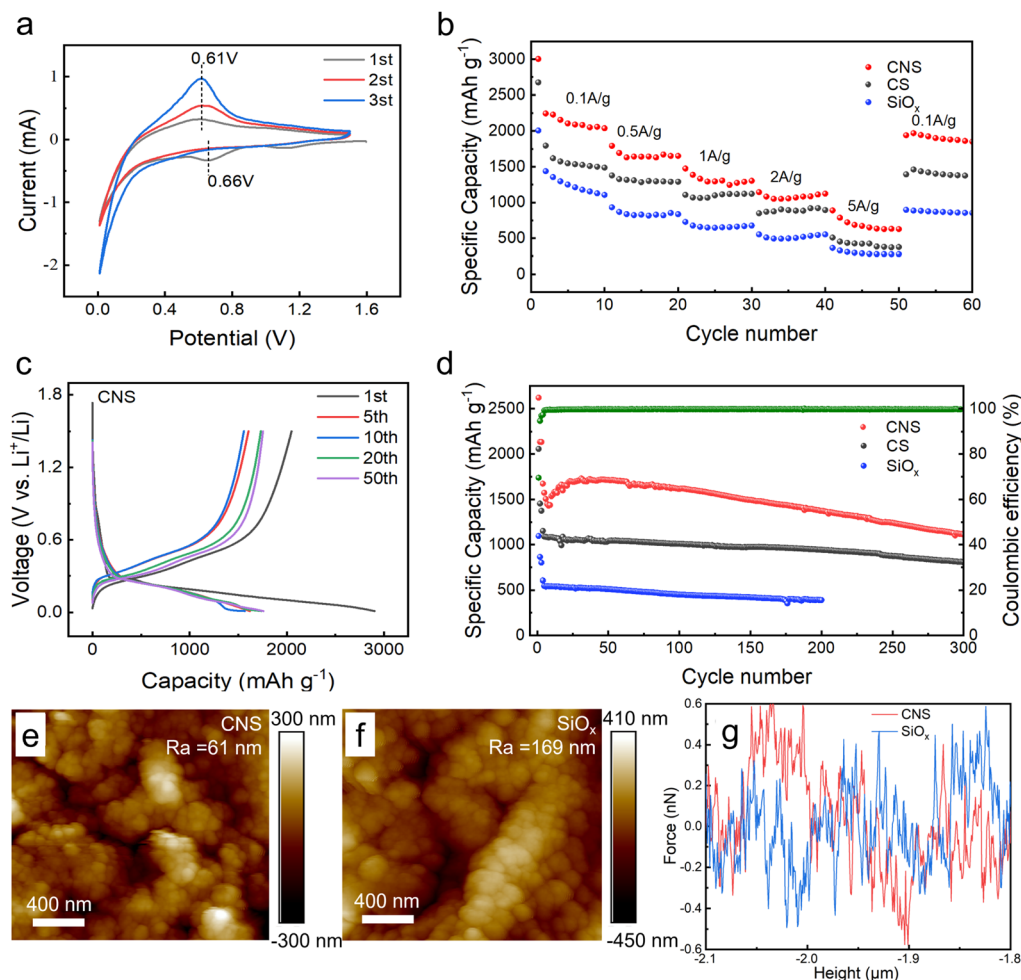 a
0.61V
1st
2st
3st
1
0
-1
-2
Current (mA)
0.66V
0.0 0.4 0.8 1.2 1.6
Potential (V)
b
3000
2500
2000
1500
1000
500
0
Specific Capacity (mAh g⁻¹)
CNS
CS
SiOₓ
0.1A/g
0.5A/g
1A/g
2A/g
5A/g
0.1A/g
0 10 20 30 40 50 60
Cycle number
c
CNS
1st
5th
10th
20th
50th
1.8
1.2
0.6
0.0
Voltage (V vs. Li⁺/Li)
0 1000 2000 3000
Capacity (mAh g⁻¹)
d
2500
2000
1500
1000
500
0
Specific Capacity (mAh g⁻¹)
CNS
CS
SiOₓ
100
80
60
40
20
0
Coulombic efficiency (%)
0 50 100 150 200 250 300
Cycle number
e
CNS
Ra =61 nm
400 nm
300 nm
-300 nm
f
SiOₓ
Ra =169 nm
400 nm
410 nm
-450 nm
g
CNS
SiOₓ
0.6
0.4
0.2
0.0
-0.2
-0.4
-0.6
Force (nN)
-2.1 -2.0 -1.9 -1.8
Height (µm)